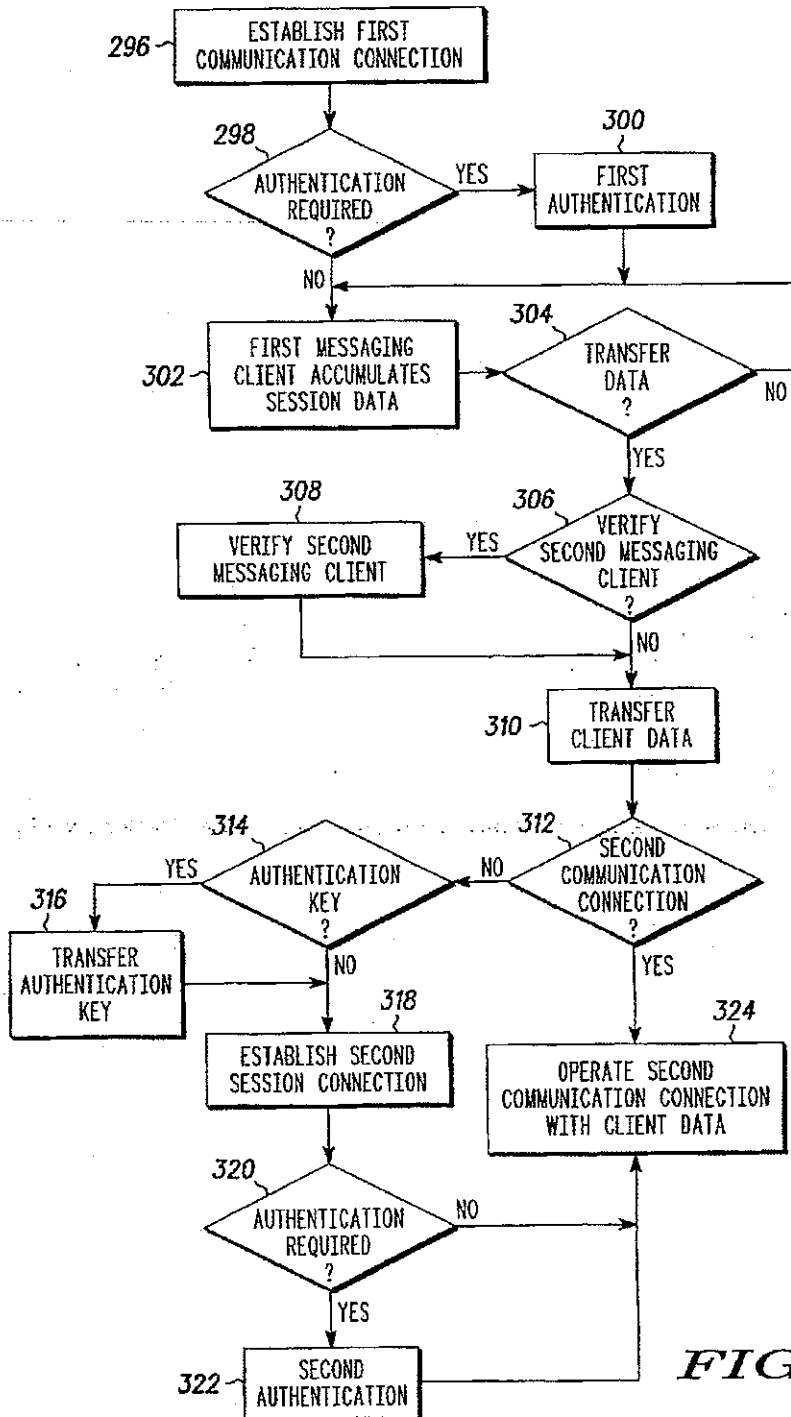 296
ESTABLISH FIRST
COMMUNICATION CONNECTION
298
AUTHENTICATION
REQUIRED
?
YES
NO
300
FIRST
AUTHENTICATION
302
FIRST MESSAGING
CLIENT ACCUMULATES
SESSION DATA
304
TRANSFER
DATA
?
NO
YES
306
VERIFY
SECOND MESSAGING
CLIENT
?
YES
NO
308
VERIFY SECOND
MESSAGING CLIENT
310
TRANSFER
CLIENT DATA
312
SECOND
COMMUNICATION
CONNECTION
?
NO
YES
314
AUTHENTICATION
KEY
?
YES
NO
316
TRANSFER
AUTHENTICATION
KEY
318
ESTABLISH SECOND
SESSION CONNECTION
324
OPERATE SECOND
COMMUNICATION CONNECTION
WITH CLIENT DATA
320
AUTHENTICATION
REQUIRED
?
NO
YES
322
SECOND
AUTHENTICATION
FIG